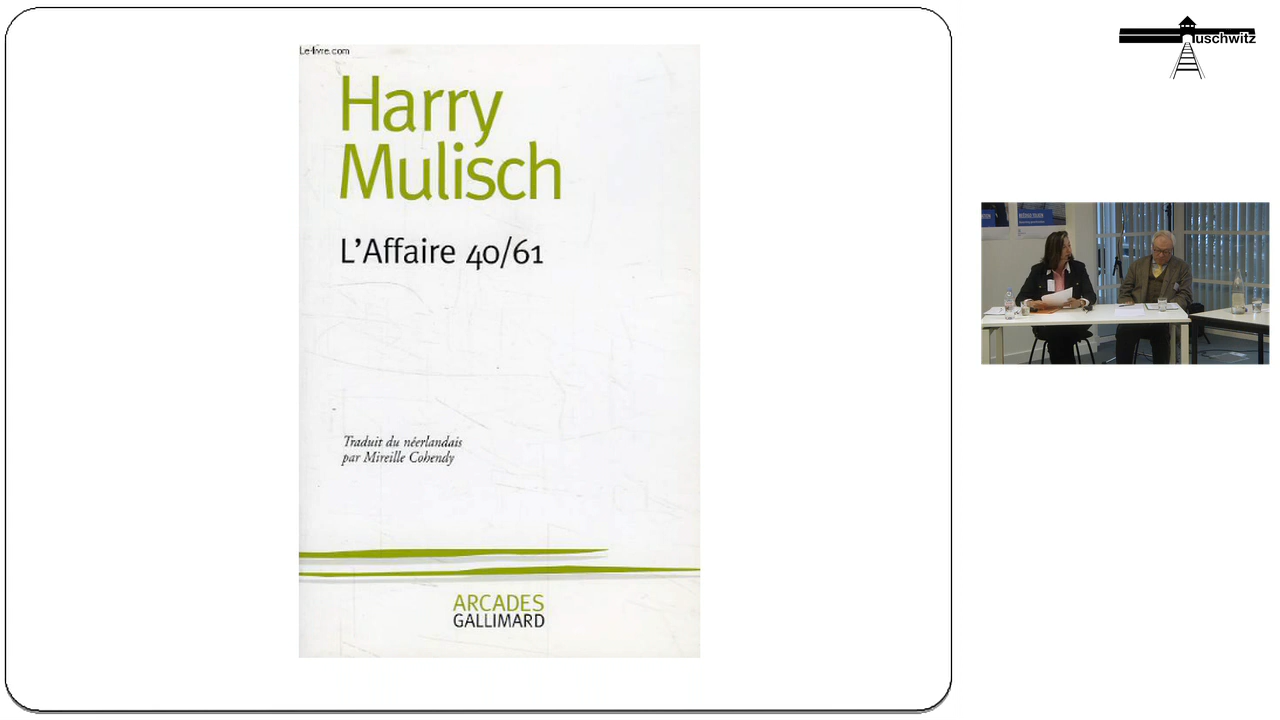 Le-livre.com
Harry
Mulisch
L'Affaire 40/61
Traduit du néerlandais
par Mireille Cohendy
ARCADES
GALLIMARD
uschwitz